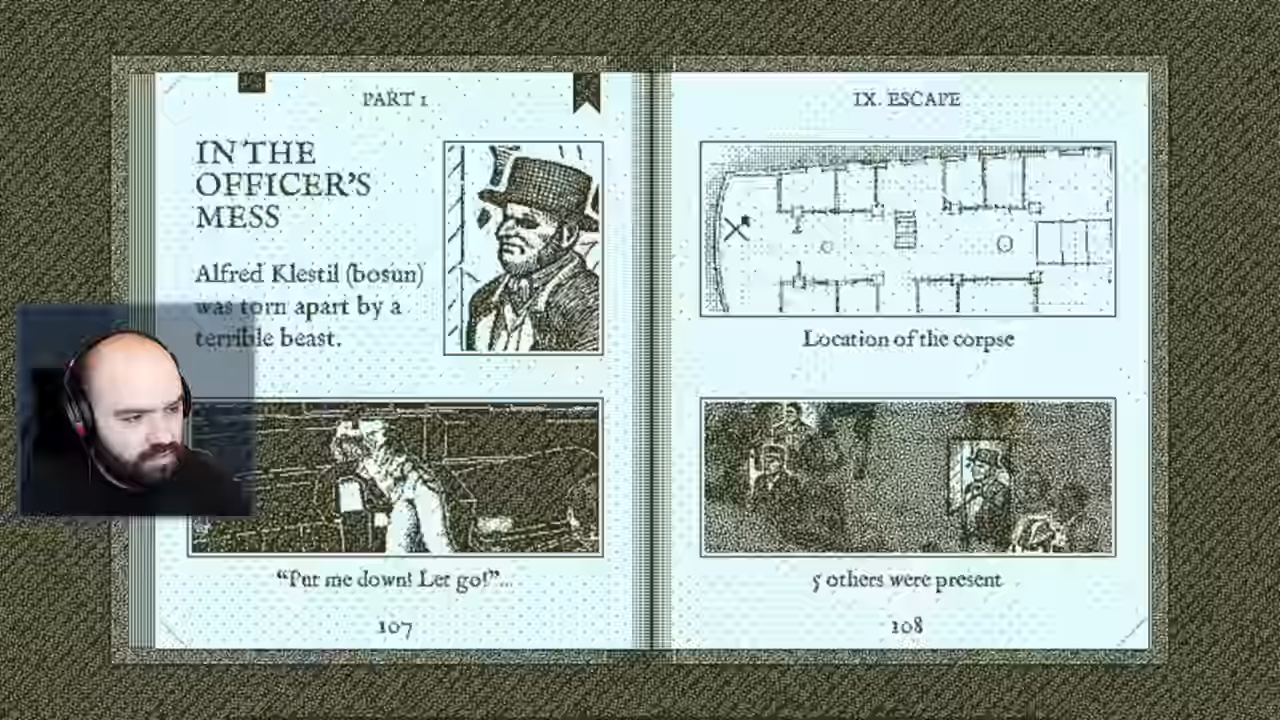 PART 1
IN THE
OFFICER'S
MESS
Alfred Klestil (bosun)
was torn apart by a
terrible beast.
"Put me down! Let go!"...
107
IX. ESCAPE
Location of the corpse
5 others were present
108